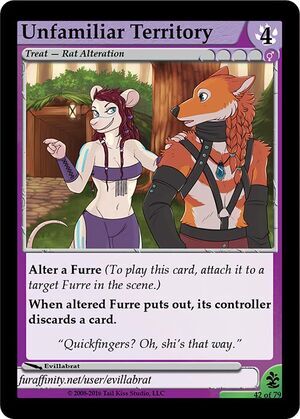 Unfamiliar Territory
4
Treat — Rat Alteration
Alter a Furre (To play this card, attach it to a
target Furre in the scene.)
When altered Furre puts out, its controller
discards a card.
"Quickfingers? Oh, shi's that way."
Evillabrat
furaffinity.net/user/evillabrat
© 2008-2016 Tail Kiss Studio, LLC
42 of 79